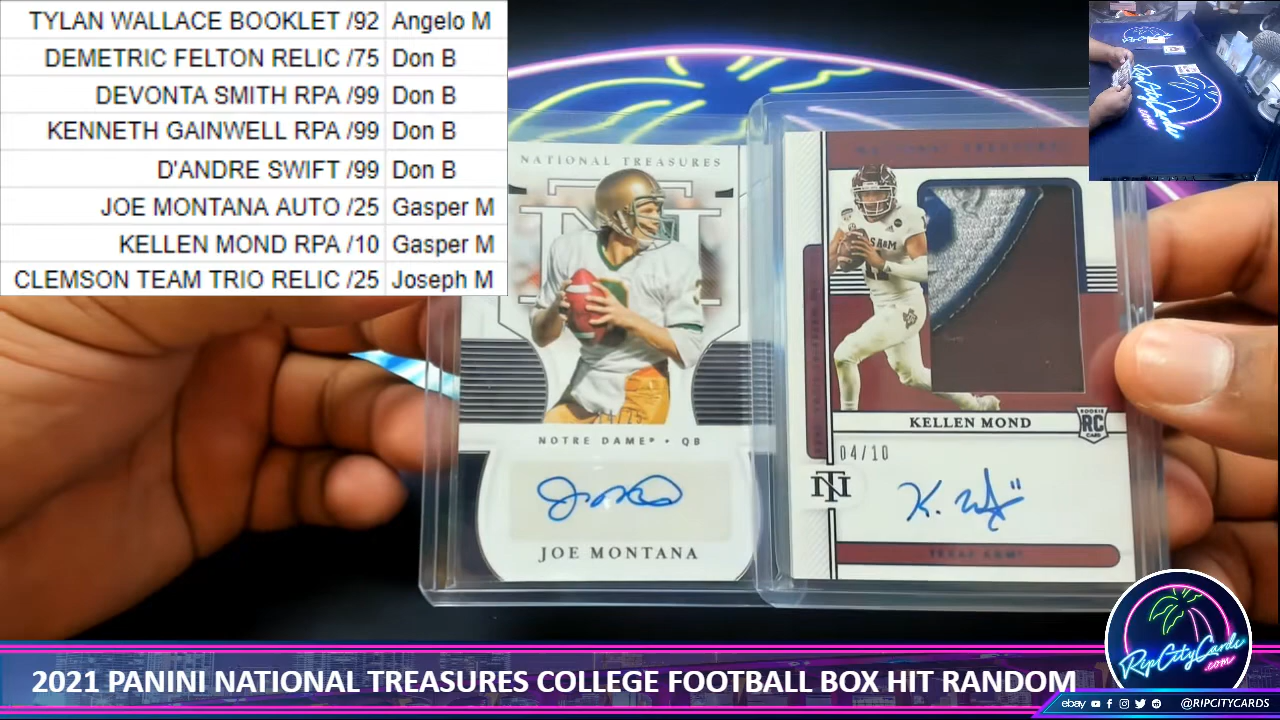 TYLAN WALLACE BOOKLET /92 Angelo M
DEMETRIC FELTON RELIC /75 Don B
DEVONTA SMITH RPA /99 Don B
KENNETH GAINWELL RPA /99 Don B
D'ANDRE SWIFT /99 Don B
JOE MONTANA AUTO /25 Gasper M
KELLEN MOND RPA /10 Gasper M
CLEMSON TEAM TRIO RELIC /25 Joseph M
NATIONAL TREASURES
NOTRE DAME® • QB
JOE MONTANA
NATIONAL TREASURES
KELLEN MOND
ROOKIE
RC
CARD
04/10
NT
TEXAS A&M
RipCityCards
.com
2021 PANINI NATIONAL TREASURES COLLEGE FOOTBALL BOX HIT RANDOM
ebay @RIPCITYCARDS